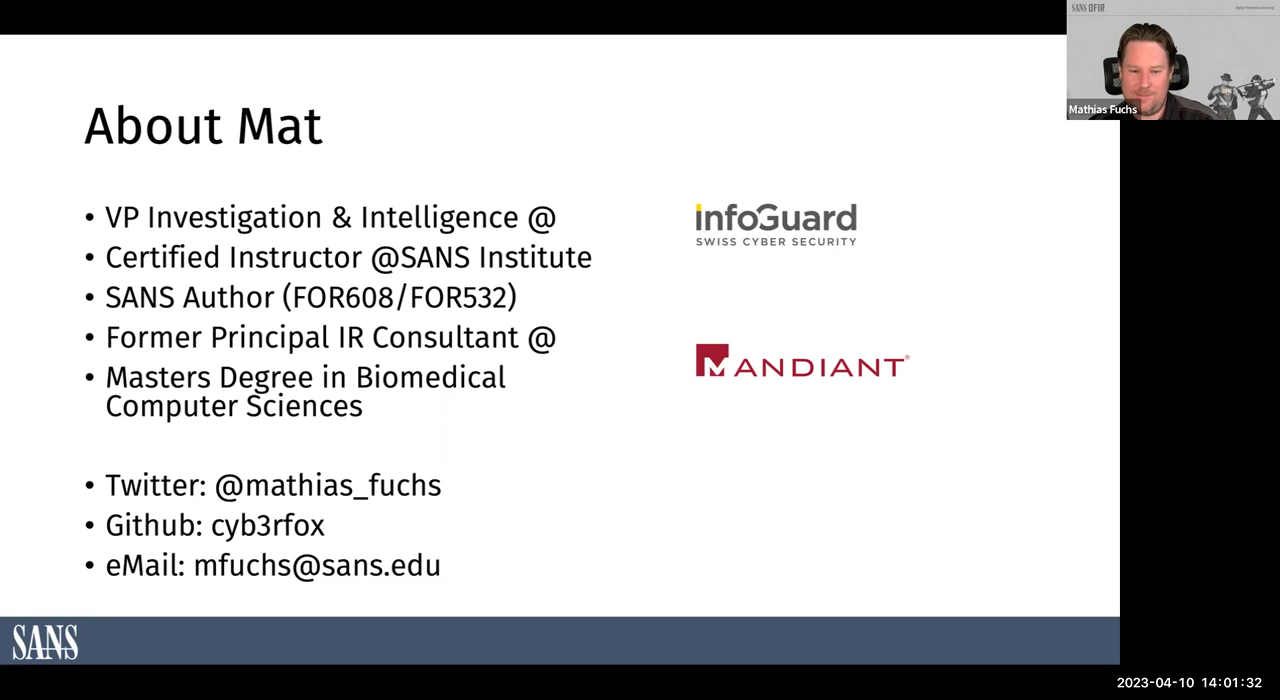 SANS DFIR
About Mat
Mathias Fuchs
• VP Investigation & Intelligence @
infoGuard
SWISS CYBER SECURITY
• Certified Instructor @SANS Institute
• SANS Author (FOR608/FOR532)
• Former Principal IR Consultant @
MANDIANT®
• Masters Degree in Biomedical
Computer Sciences
• Twitter: @mathias_fuchs
• Github: cyb3rfox
• eMail: mfuchs@sans.edu
SANS
2023-04-10 14:01:32